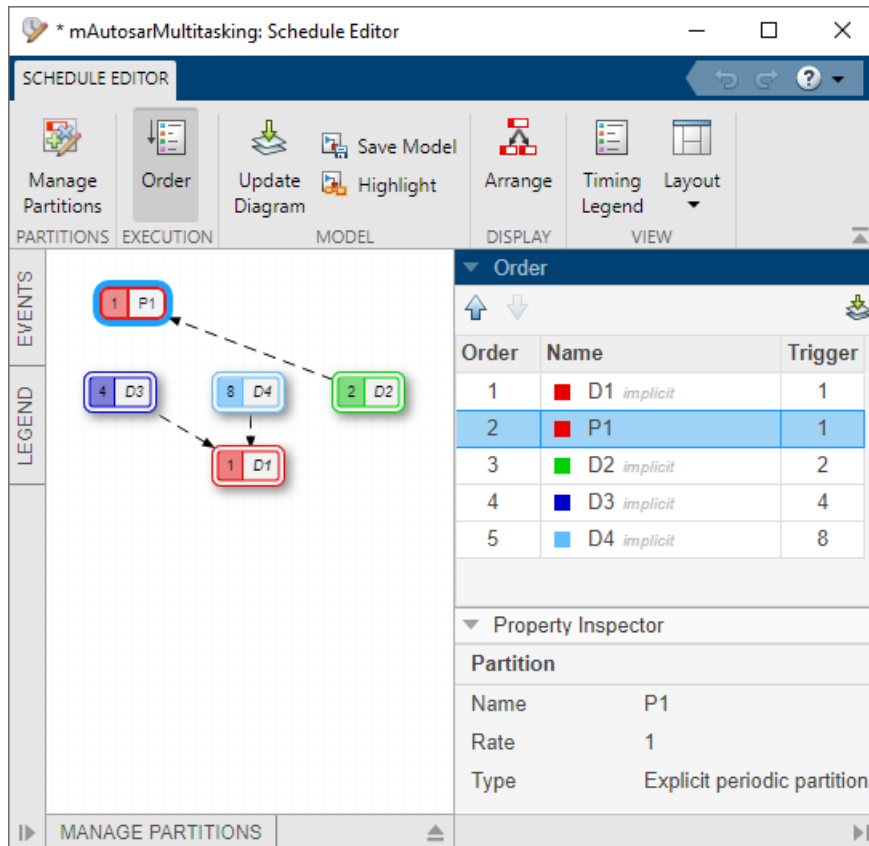 * mAutosarMultitasking: Schedule Editor
SCHEDULE EDITOR
?
Manage Partitions
Order
Update Diagram
Save Model
Highlight
Arrange
Timing Legend
Layout
PARTITIONS
EXECUTION
MODEL
DISPLAY
VIEW
EVENTS
LEGEND
1 P1
4 D3
8 D4
2 D2
1 D1
Order
Order Name Trigger
1 D1 implicit 1
2 P1 1
3 D2 implicit 2
4 D3 implicit 4
5 D4 implicit 8
Property Inspector
Partition
Name P1
Rate 1
Type Explicit periodic partition
MANAGE PARTITIONS